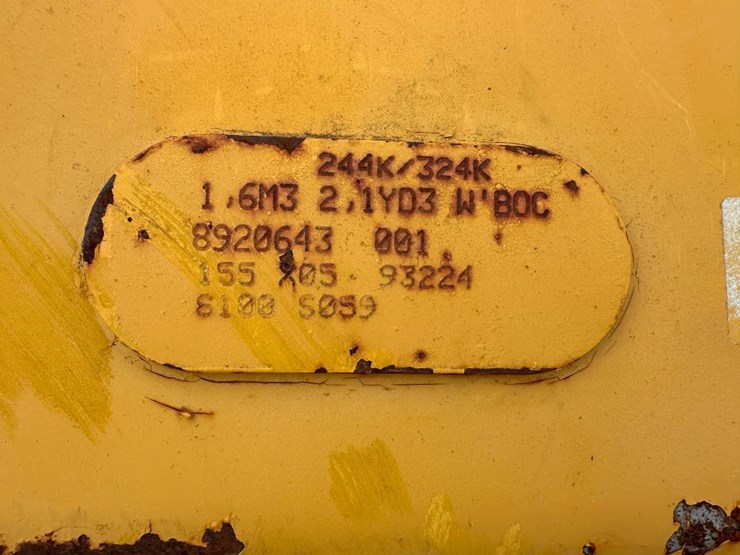 244K/324K
1,6M3 2,1YD3 W'BOC
8920643 001
155 X05 - 93224
6100 S059